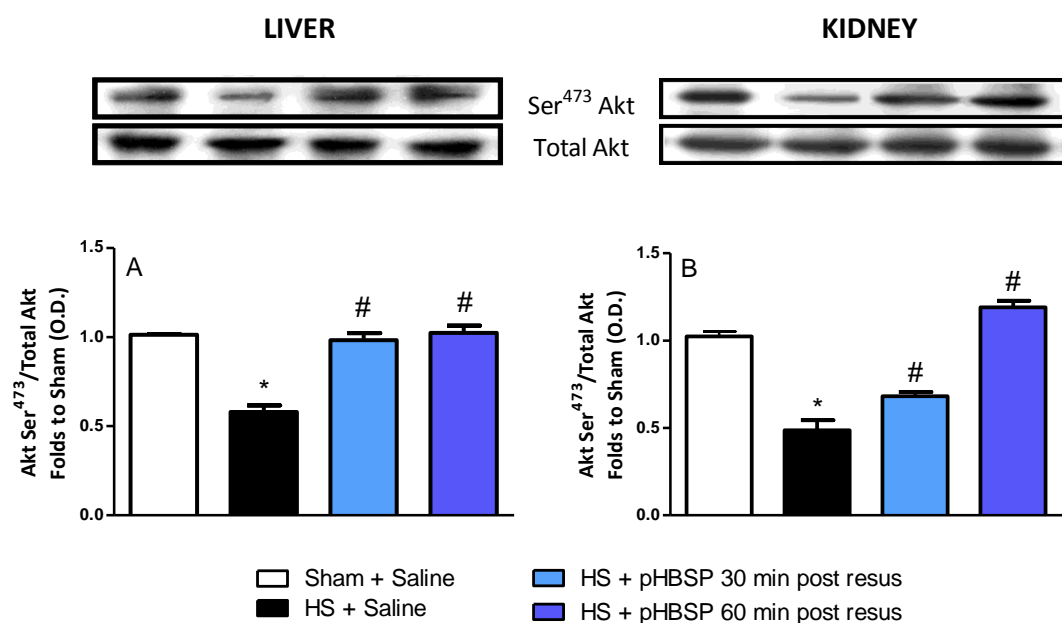 LIVER
KIDNEY
Ser⁴⁷³ Akt
Total Akt
A
Akt Ser⁴⁷³/Total Akt
Folds to Sham (O.D.)
1.5
1.0
0.5
0.0
*
#
#
B
Akt Ser⁴⁷³/Total Akt
Folds to Sham (O.D.)
1.5
1.0
0.5
0.0
*
#
#
Sham + Saline
HS + Saline
HS + pHBSP 30 min post resus
HS + pHBSP 60 min post resus